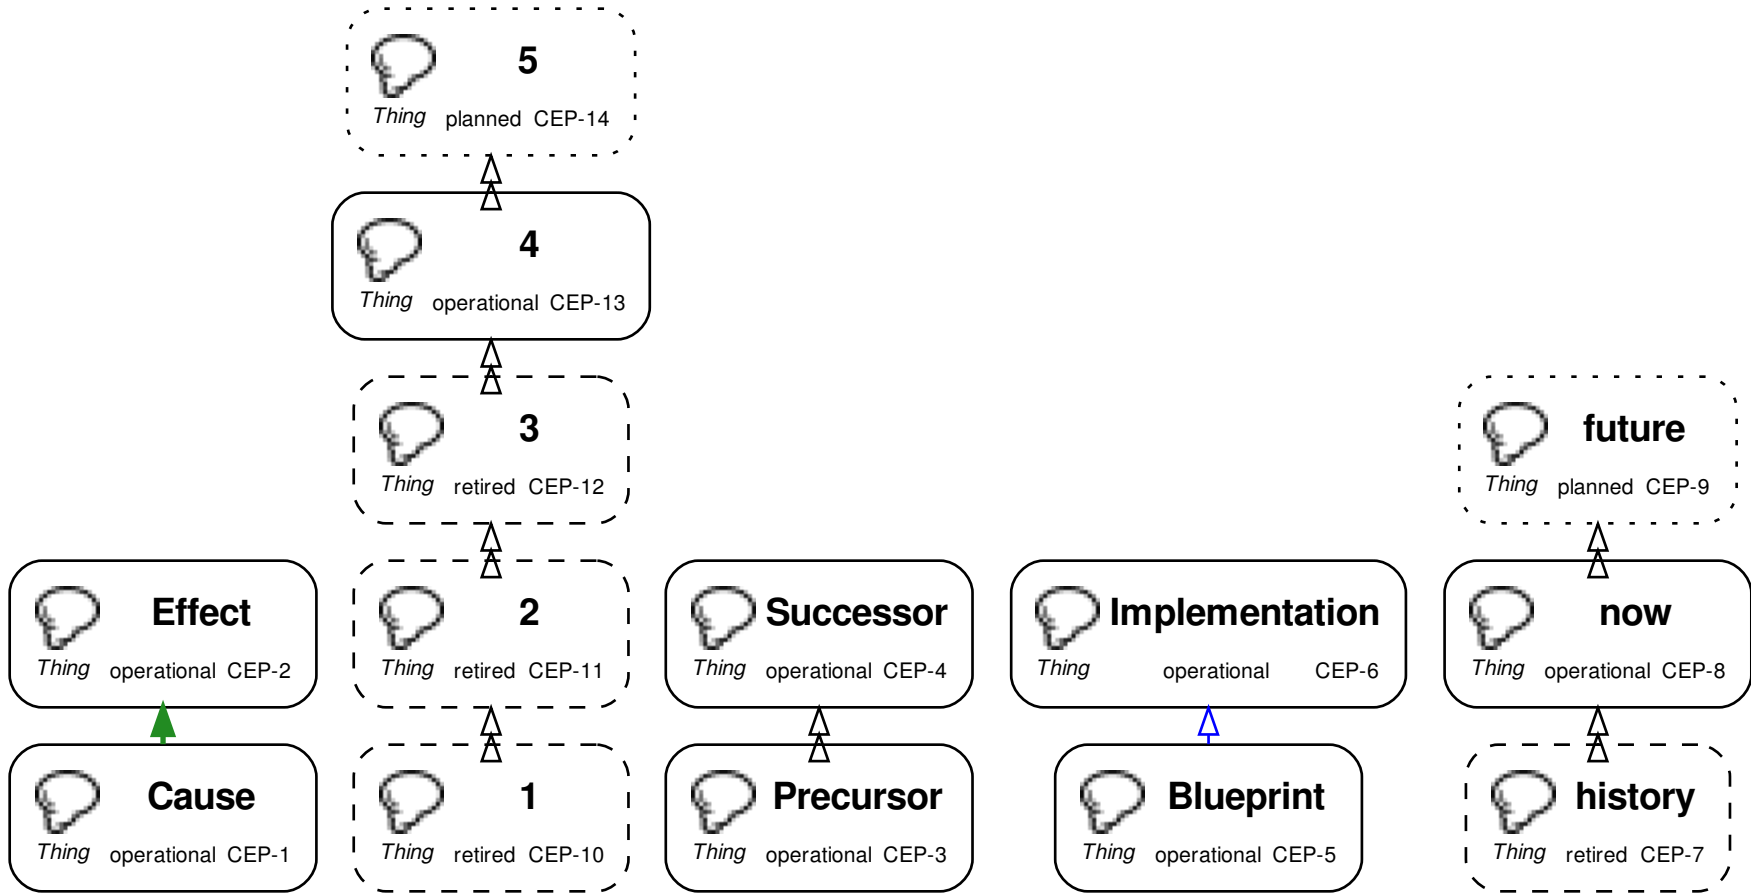 5
Thing planned CEP-14
4
Thing operational CEP-13
3
Thing retired CEP-12
future
Thing planned CEP-9
Effect
Thing operational CEP-2
2
Thing retired CEP-11
Successor
Thing operational CEP-4
Implementation
Thing operational CEP-6
now
Thing operational CEP-8
Cause
Thing operational CEP-1
1
Thing retired CEP-10
Precursor
Thing operational CEP-3
Blueprint
Thing operational CEP-5
history
Thing retired CEP-7